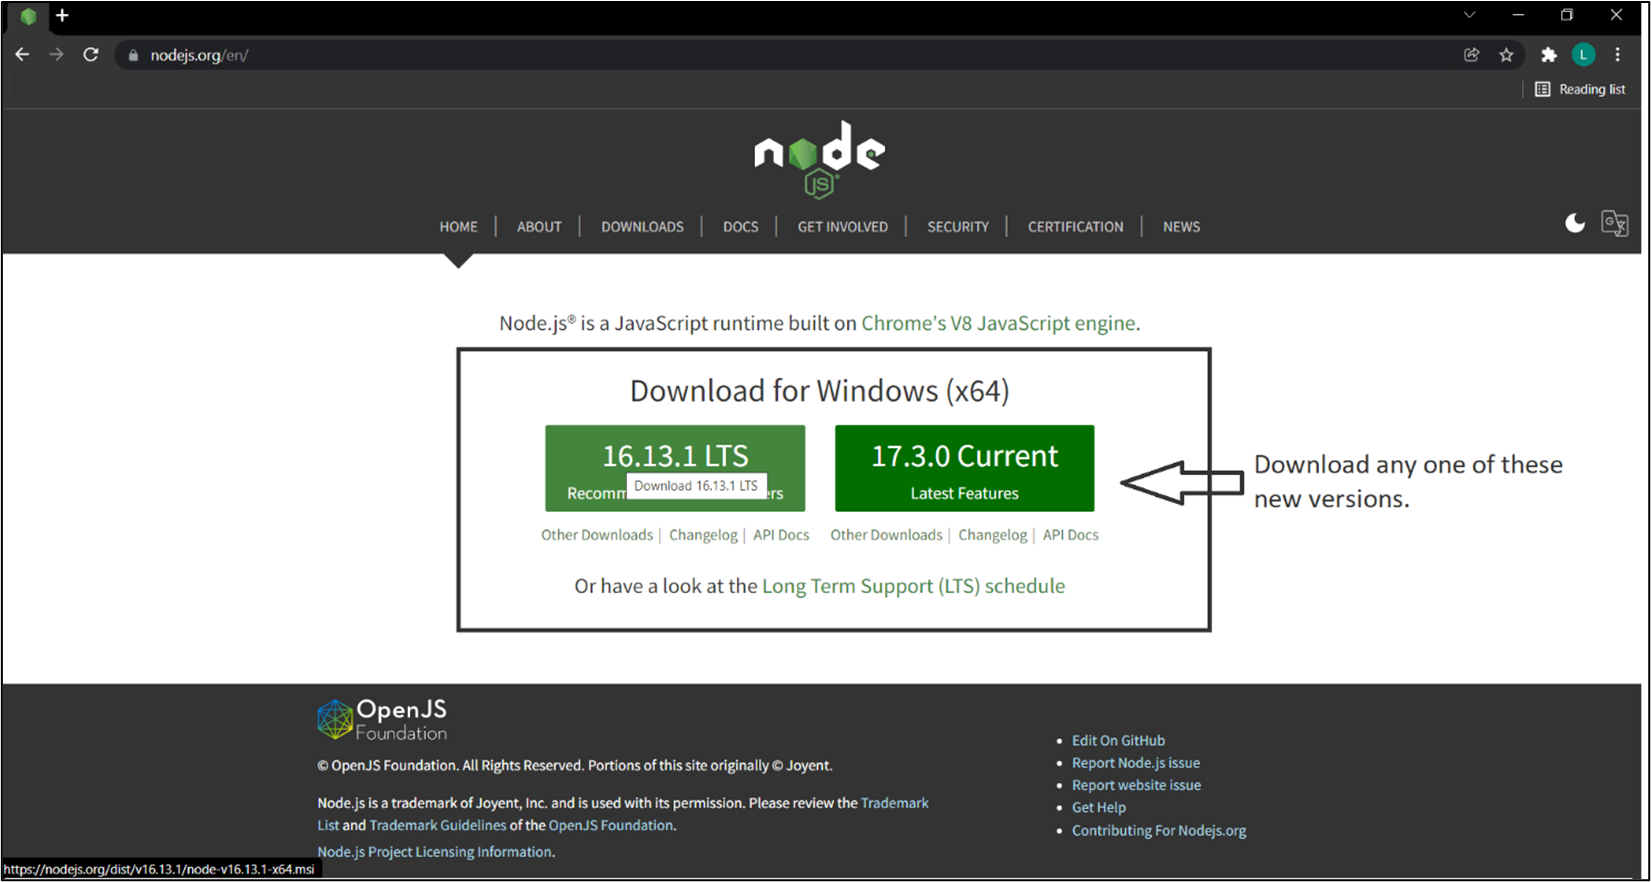 nodejs.org/en/
L
Reading list
node
JS
HOME | ABOUT | DOWNLOADS | DOCS | GET INVOLVED | SECURITY | CERTIFICATION | NEWS
Node.js® is a JavaScript runtime built on Chrome's V8 JavaScript engine.
Download for Windows (x64)
16.13.1 LTS
Download 16.13.1 LTS
17.3.0 Current
Latest Features
Other Downloads | Changelog | API Docs
Other Downloads | Changelog | API Docs
Or have a look at the Long Term Support (LTS) schedule
Download any one of these
new versions.
OpenJS
Foundation
© OpenJS Foundation. All Rights Reserved. Portions of this site originally © Joyent.
Node.js is a trademark of Joyent, Inc. and is used with its permission. Please review the Trademark
List and Trademark Guidelines of the OpenJS Foundation.
Node.js Project Licensing Information.
Edit On GitHub
Report Node.js issue
Report website issue
Get Help
Contributing For Nodejs.org
https://nodejs.org/dist/v16.13.1/node-v16.13.1-x64.msi